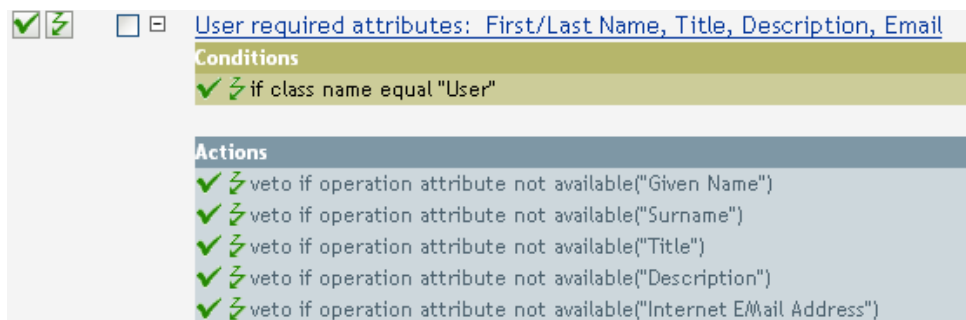 User required attributes: First/Last Name, Title, Description, Email
Conditions
if class name equal "User"
Actions
veto if operation attribute not available("Given Name")
veto if operation attribute not available("Surname")
veto if operation attribute not available("Title")
veto if operation attribute not available("Description")
veto if operation attribute not available("Internet EMail Address")